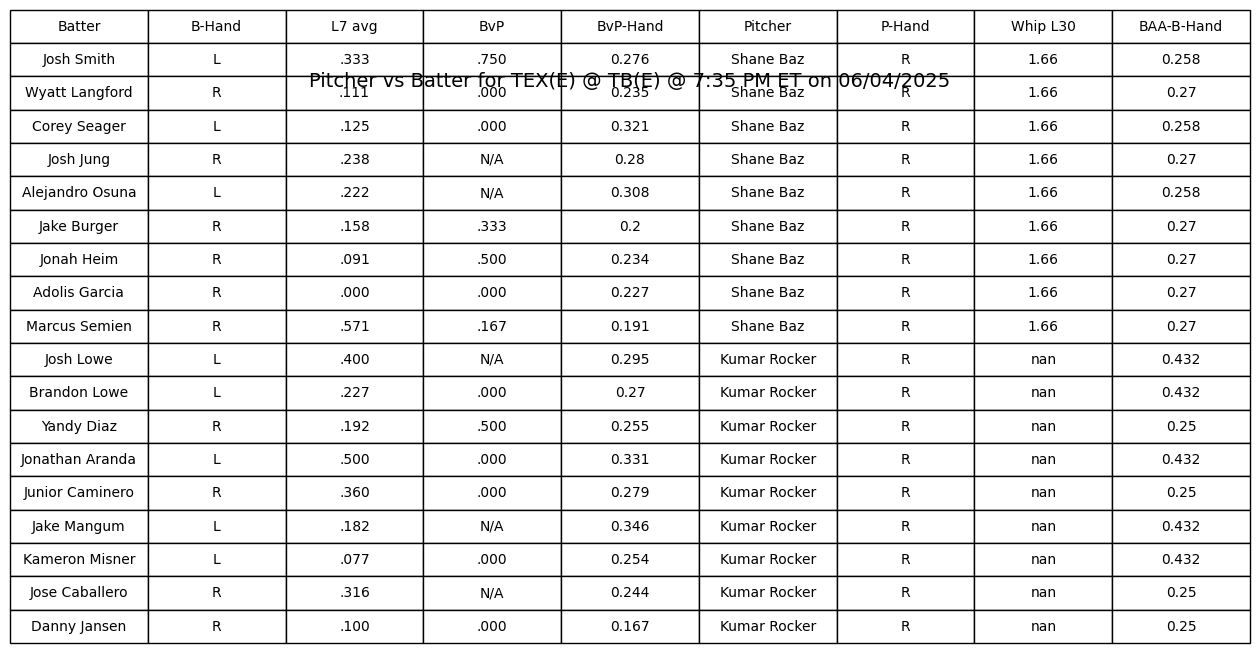 Batter B-Hand L7 avg BvP BvP-Hand Pitcher P-Hand Whip L30 BAA-B-Hand
Josh Smith L .333 .750 0.276 Shane Baz R 1.66 0.258
Pitcher vs Batter for TEX(E) @ TB(E) @ 7:35 PM ET on 06/04/2025
Wyatt Langford R .111 .000 0.235 Shane Baz R 1.66 0.27
Corey Seager L .125 .000 0.321 Shane Baz R 1.66 0.258
Josh Jung R .238 N/A 0.28 Shane Baz R 1.66 0.27
Alejandro Osuna L .222 N/A 0.308 Shane Baz R 1.66 0.258
Jake Burger R .158 .333 0.2 Shane Baz R 1.66 0.27
Jonah Heim R .091 .500 0.234 Shane Baz R 1.66 0.27
Adolis Garcia R .000 .000 0.227 Shane Baz R 1.66 0.27
Marcus Semien R .571 .167 0.191 Shane Baz R 1.66 0.27
Josh Lowe L .400 N/A 0.295 Kumar Rocker R nan 0.432
Brandon Lowe L .227 .000 0.27 Kumar Rocker R nan 0.432
Yandy Diaz R .192 .500 0.255 Kumar Rocker R nan 0.25
Jonathan Aranda L .500 .000 0.331 Kumar Rocker R nan 0.432
Junior Caminero R .360 .000 0.279 Kumar Rocker R nan 0.25
Jake Mangum L .182 N/A 0.346 Kumar Rocker R nan 0.432
Kameron Misner L .077 .000 0.254 Kumar Rocker R nan 0.432
Jose Caballero R .316 N/A 0.244 Kumar Rocker R nan 0.25
Danny Jansen R .100 .000 0.167 Kumar Rocker R nan 0.25